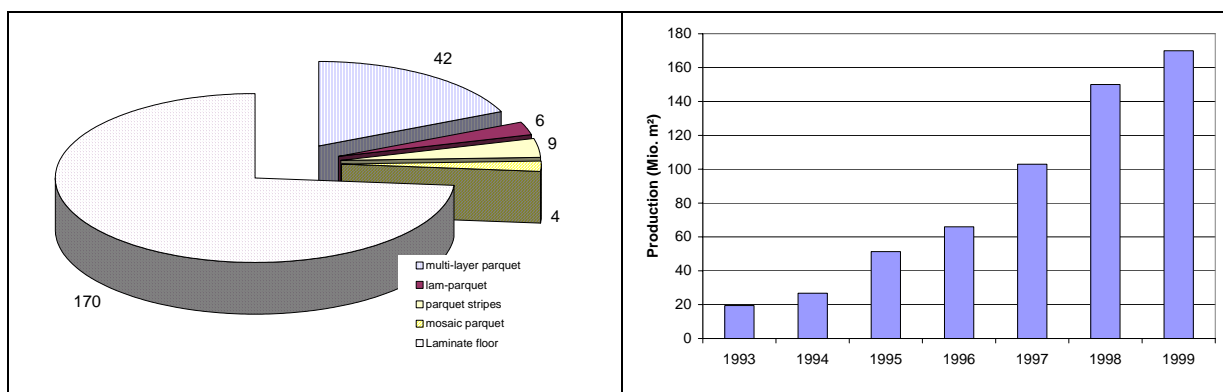 42
6
9
4
170
multi-layer parquet
lam-parquet
parquet stripes
mosaic parquet
Laminate floor
Production (Mio. m²)
180
160
140
120
100
80
60
40
20
0
1993 1994 1995 1996 1997 1998 1999